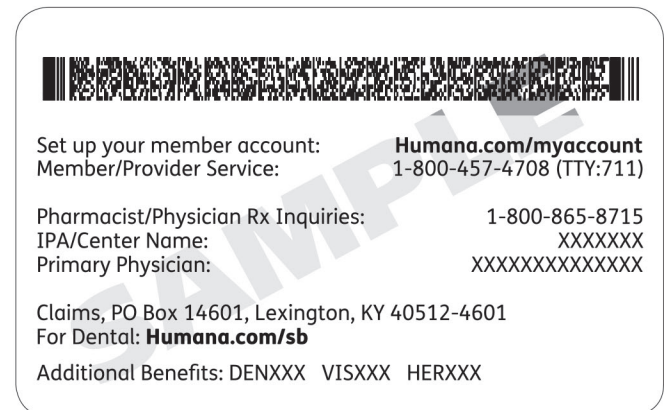 Set up your member account: Humana.com/myaccount
Member/Provider Service: 1-800-457-4708 (TTY:711)
Pharmacist/Physician Rx Inquiries: 1-800-865-8715
IPA/Center Name: XXXXXXX
Primary Physician: XXXXXXXXXXXXXX
Claims, PO Box 14601, Lexington, KY 40512-4601
For Dental: Humana.com/sb
Additional Benefits: DENXXX VISXXX HERXXX
SAMPLE